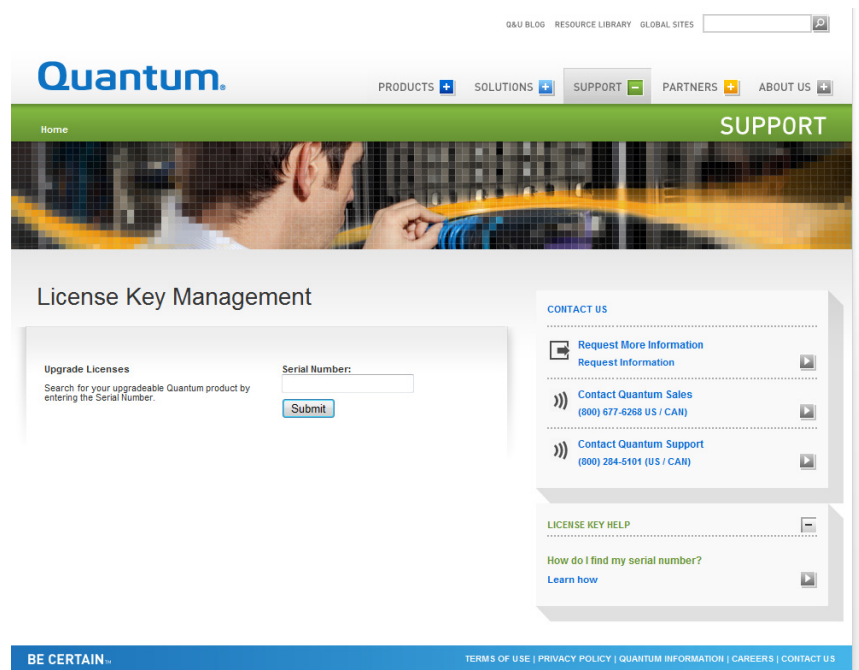 Q&U BLOG RESOURCE LIBRARY GLOBAL SITES
Quantum.
PRODUCTS SOLUTIONS SUPPORT PARTNERS ABOUT US
Home
SUPPORT
License Key Management
Upgrade Licenses
Search for your upgradeable Quantum product by
entering the Serial Number.
Serial Number:
Submit
CONTACT US
Request More Information
Request Information
Contact Quantum Sales
(800) 677-6268 US / CAN)
Contact Quantum Support
(800) 284-5101 (US / CAN)
LICENSE KEY HELP
How do I find my serial number?
Learn how
BE CERTAIN™
TERMS OF USE | PRIVACY POLICY | QUANTUM INFORMATION | CAREERS | CONTACT US